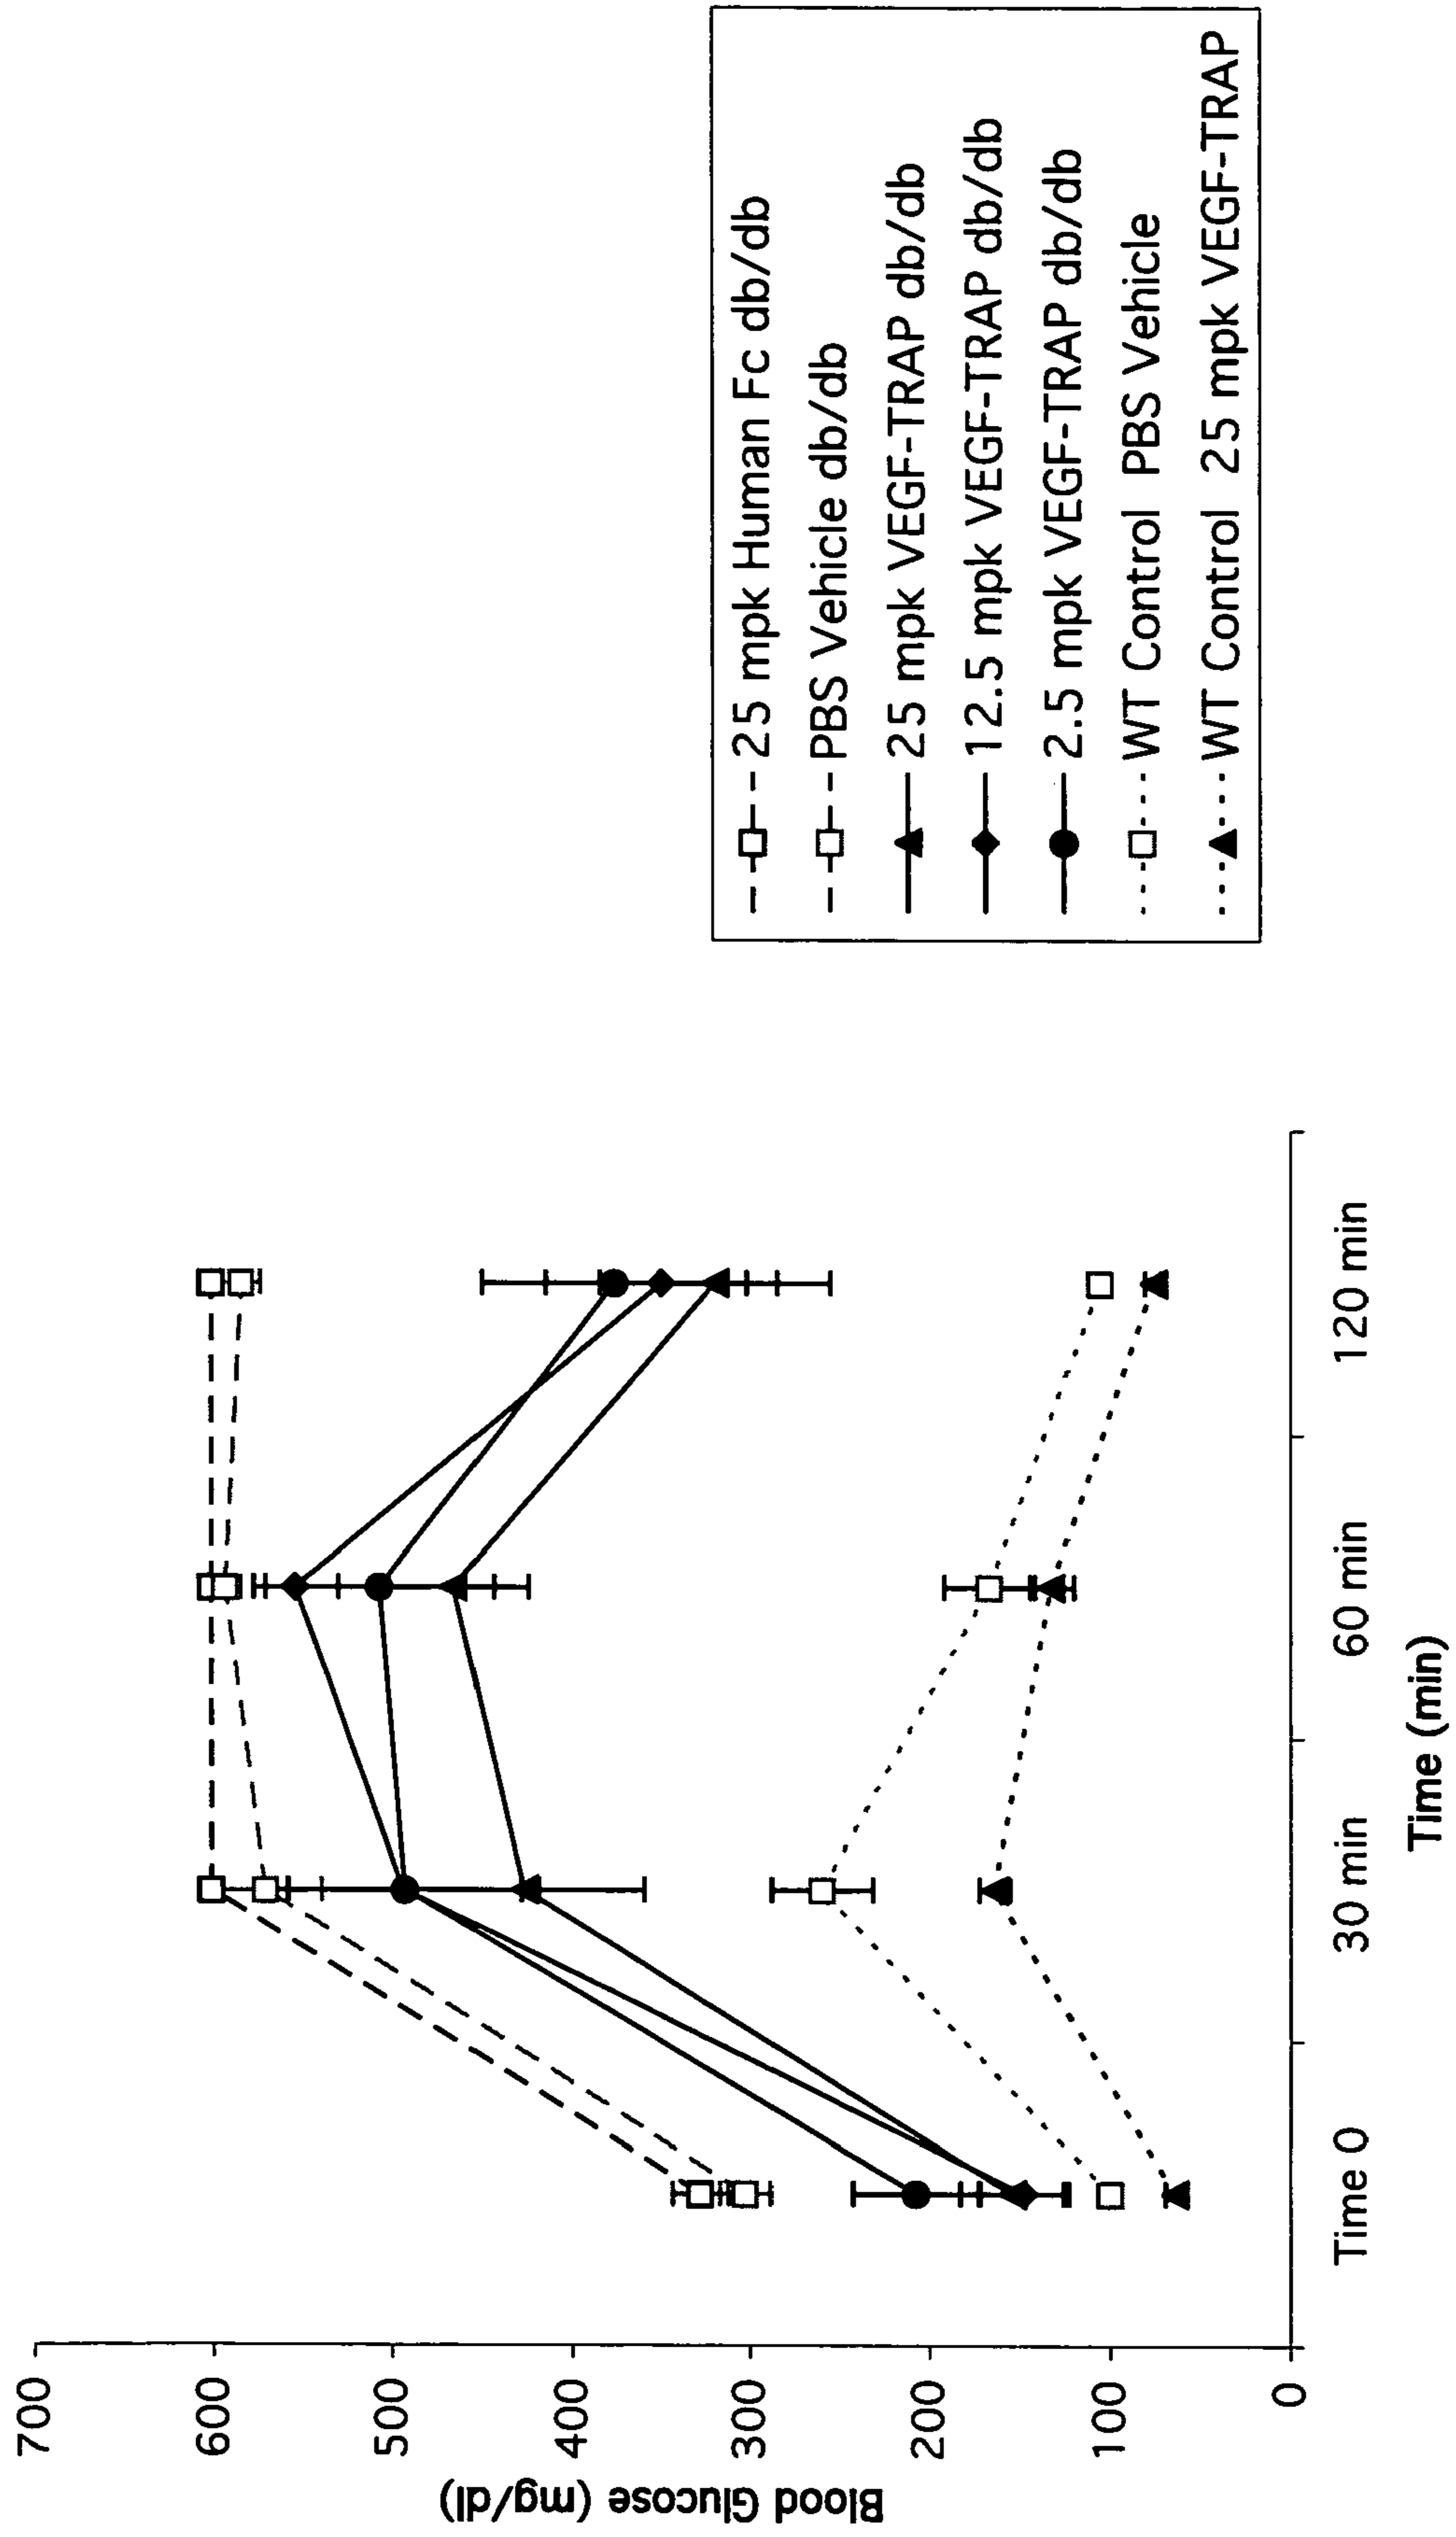 700
600
500
400
300
200
100
0
Blood Glucose (mg/dl)
Time 0
30 min
60 min
120 min
Time (min)
25 mpk Human Fc db/db
PBS Vehicle db/db
25 mpk VEGF-TRAP db/db
12.5 mpk VEGF-TRAP db/db
2.5 mpk VEGF-TRAP db/db
WT Control PBS Vehicle
WT Control 25 mpk VEGF-TRAP